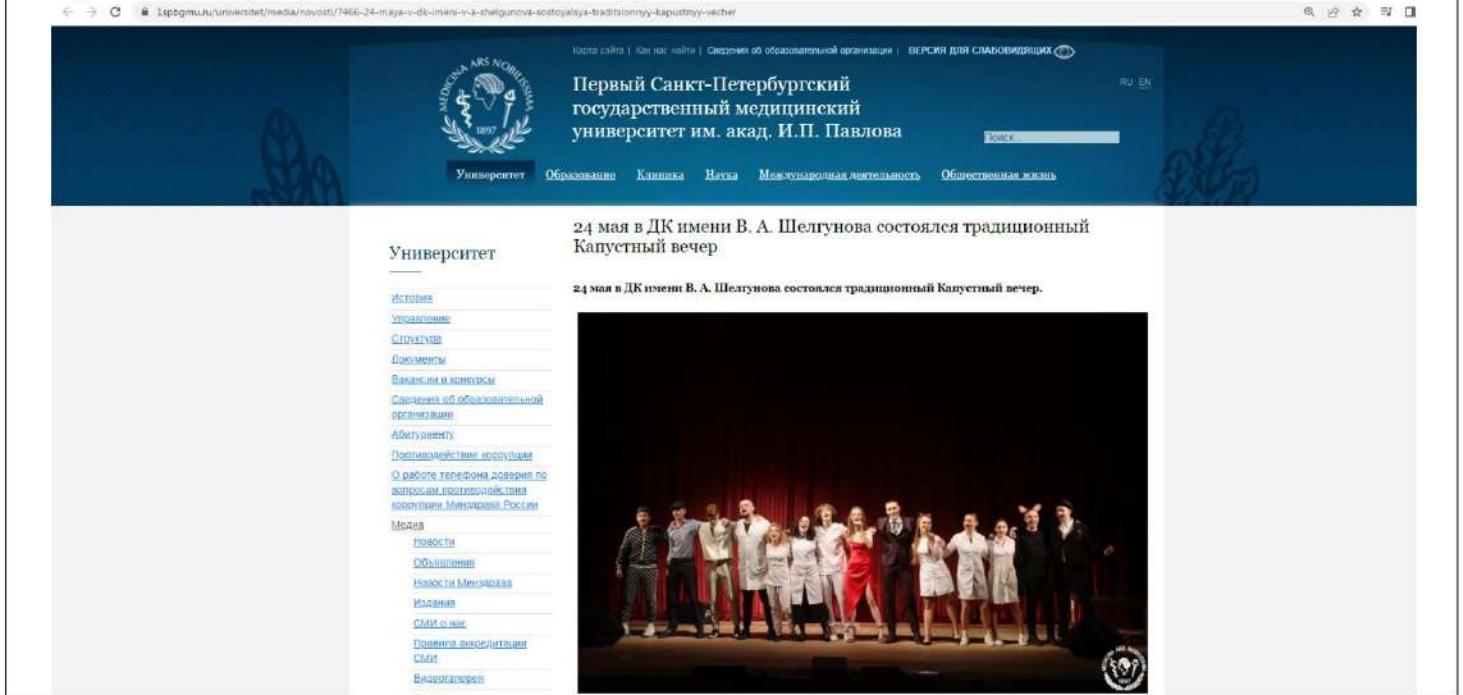 1spbgmu.ru/universitet/media/novosti/7466-24-maya-v-dk-imeni-v-a-shelgunova-sostoyalsya-traditsionnyy-kapustnyy-vecher
Карта сайта | Как нас найти | Сведения об образовательной организации | ВЕРСИЯ ДЛЯ СЛАБОВИДЯЩИХ
MEDICINA ARS NOBILISSIMA
1897
Первый Санкт-Петербургский
государственный медицинский
университет им. акад. И.П. Павлова
RU EN
Поиск...
Университет Образование Клиника Наука Международная деятельность Общественная жизнь
24 мая в ДК имени В. А. Шелгунова состоялся традиционный
Капустный вечер
24 мая в ДК имени В. А. Шелгунова состоялся традиционный Капустный вечер.
Университет
История
Управление
Структура
Документы
Вакансии и конкурсы
Сведения об образовательной
организации
Абитуриенту
Противодействие коррупции
О работе телефона доверия по
вопросам противодействия
коррупции Минздрава России
Медиа
Новости
Объявления
Новости Минздрава
Издания
СМИ о нас
Правила аккредитации
СМИ
Видеогалерея